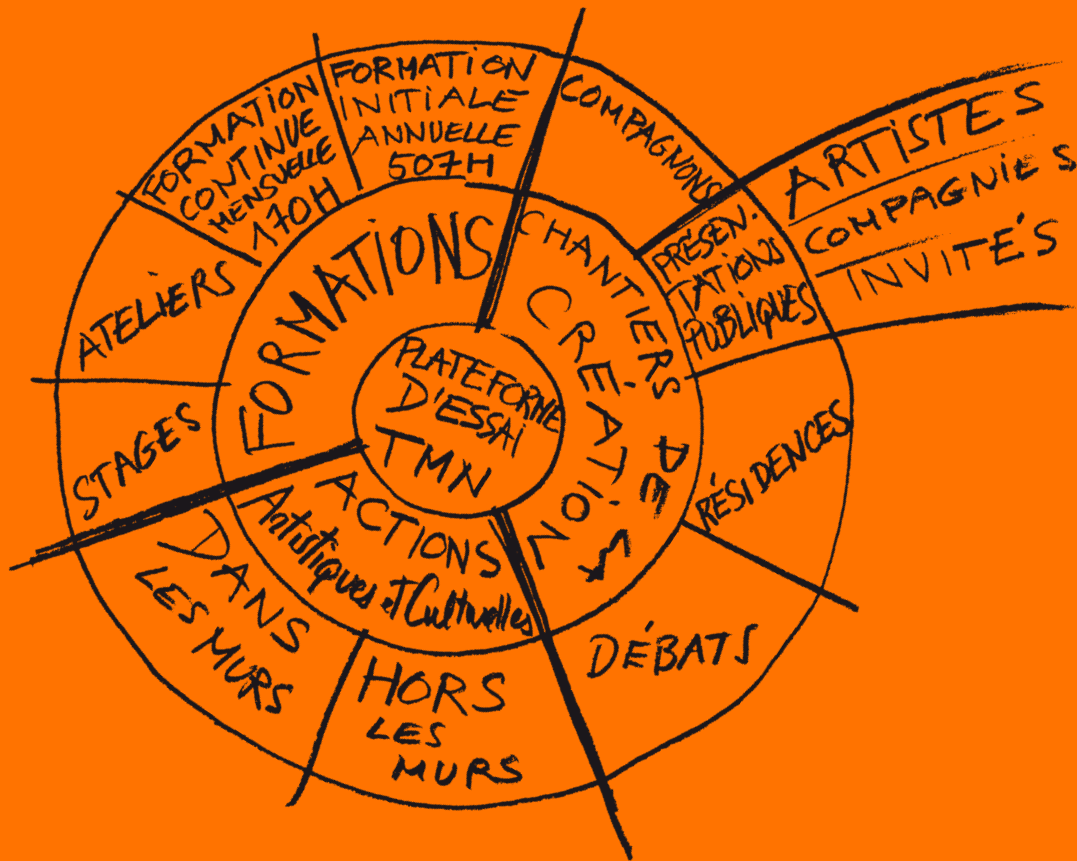 PLATEFORME
D'ESSAI
TMN
FORMATIONS
FORMATION
INITIALE
ANNUELLE
507H
FORMATION
CONTINUE
MENSUELLE
170H
ATELIERS
STAGES
CHANTIERS DE
CRÉATION
COMPAGNONS
PRÉSEN-
TATIONS
PUBLIQUES
ARTISTES
COMPAGNIES
INVITÉS
RÉSIDENCES
DÉBATS
ACTIONS
Artistiques et Culturelles
DANS
LES MURS
HORS
LES
MURS